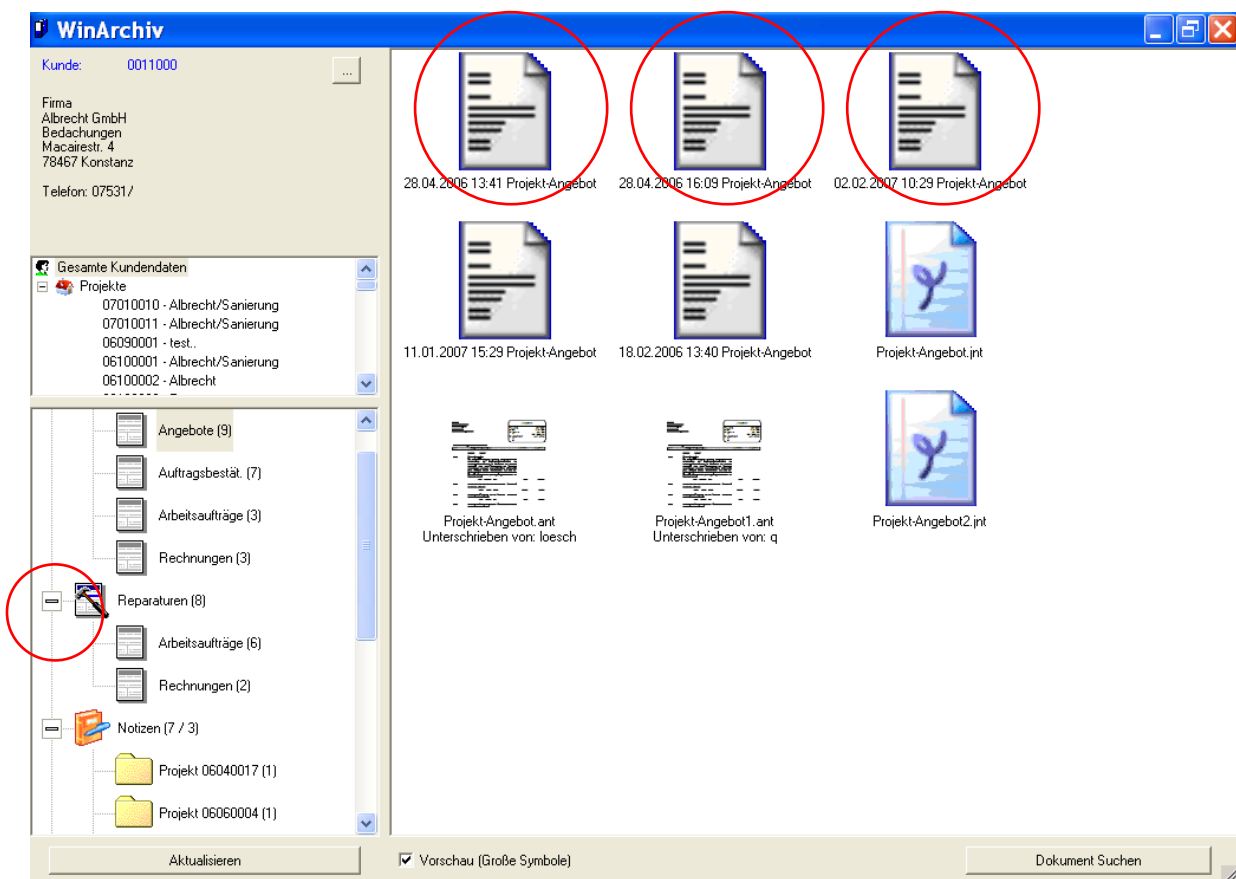 WinArchiv
Kunde: 0011000
...
Firma
Albrecht GmbH
Bedachungen
Macairestr. 4
78467 Konstanz
Telefon: 07531/
Gesamte Kundendaten
Projekte
07010010 - Albrecht/Sanierung
07010011 - Albrecht/Sanierung
06090001 - test..
06100001 - Albrecht/Sanierung
06100002 - Albrecht
Angebote (9)
Auftragsbestät. (7)
Arbeitsaufträge (3)
Rechnungen (3)
Reparaturen (8)
Arbeitsaufträge (6)
Rechnungen (2)
Notizen (7 / 3)
Projekt 06040017 (1)
Projekt 06060004 (1)
28.04.2006 13:41 Projekt-Angebot
28.04.2006 16:09 Projekt-Angebot
02.02.2007 10:29 Projekt-Angebot
11.01.2007 15:29 Projekt-Angebot
18.02.2006 13:40 Projekt-Angebot
Projekt-Angebot.jnt
Projekt-Angebot.ant
Unterschrieben von: loesch
Projekt-Angebot1.ant
Unterschrieben von: q
Projekt-Angebot2.jnt
Aktualisieren
Vorschau (Große Symbole)
Dokument Suchen